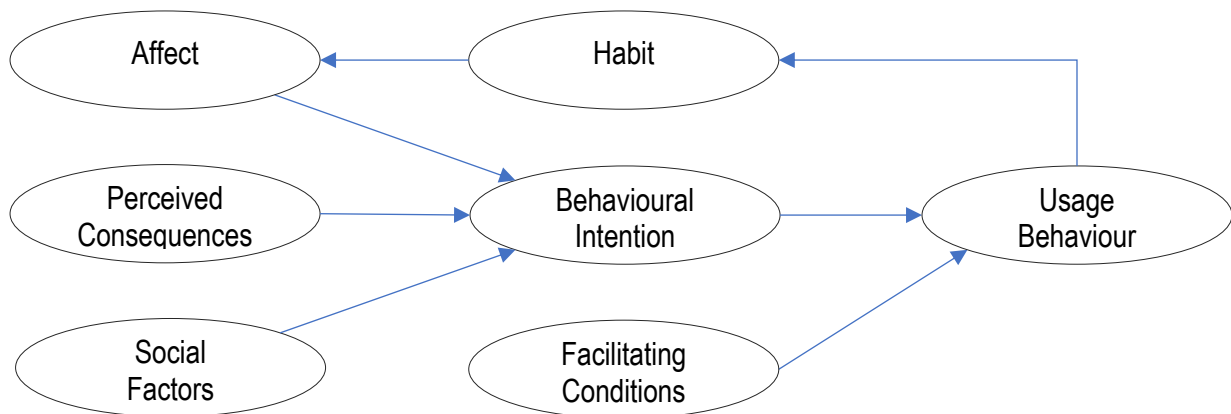 Affect
Habit
Perceived
Consequences
Behavioural
Intention
Usage
Behaviour
Social
Factors
Facilitating
Conditions